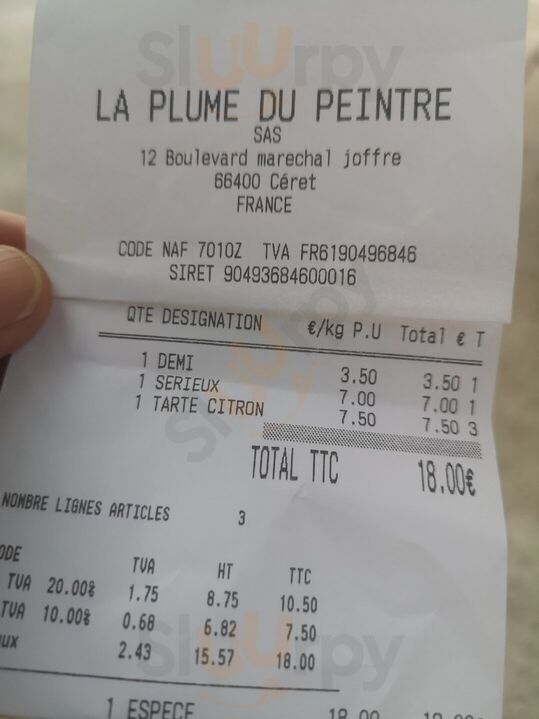 Sluurpy
LA PLUME DU PEINTRE
SAS
12 Boulevard marechal joffre
66400 Céret
FRANCE
CODE NAF 7010Z TVA FR6190496846
SIRET 90493684600016
QTE DESIGNATION €/kg P.U Total € T
1 DEMI 3.50 3.50 1
1 SERIEUX 7.00 7.00 1
1 TARTE CITRON 7.50 7.50 3
TOTAL TTC 18.00€
NOMBRE LIGNES ARTICLES 3
TVA HT TTC
TVA 20.00% 1.75 8.75 10.50
TVA 10.00% 0.68 6.82 7.50
2.43 15.57 18.00
Sluurpy
1 ESPECE 18.00